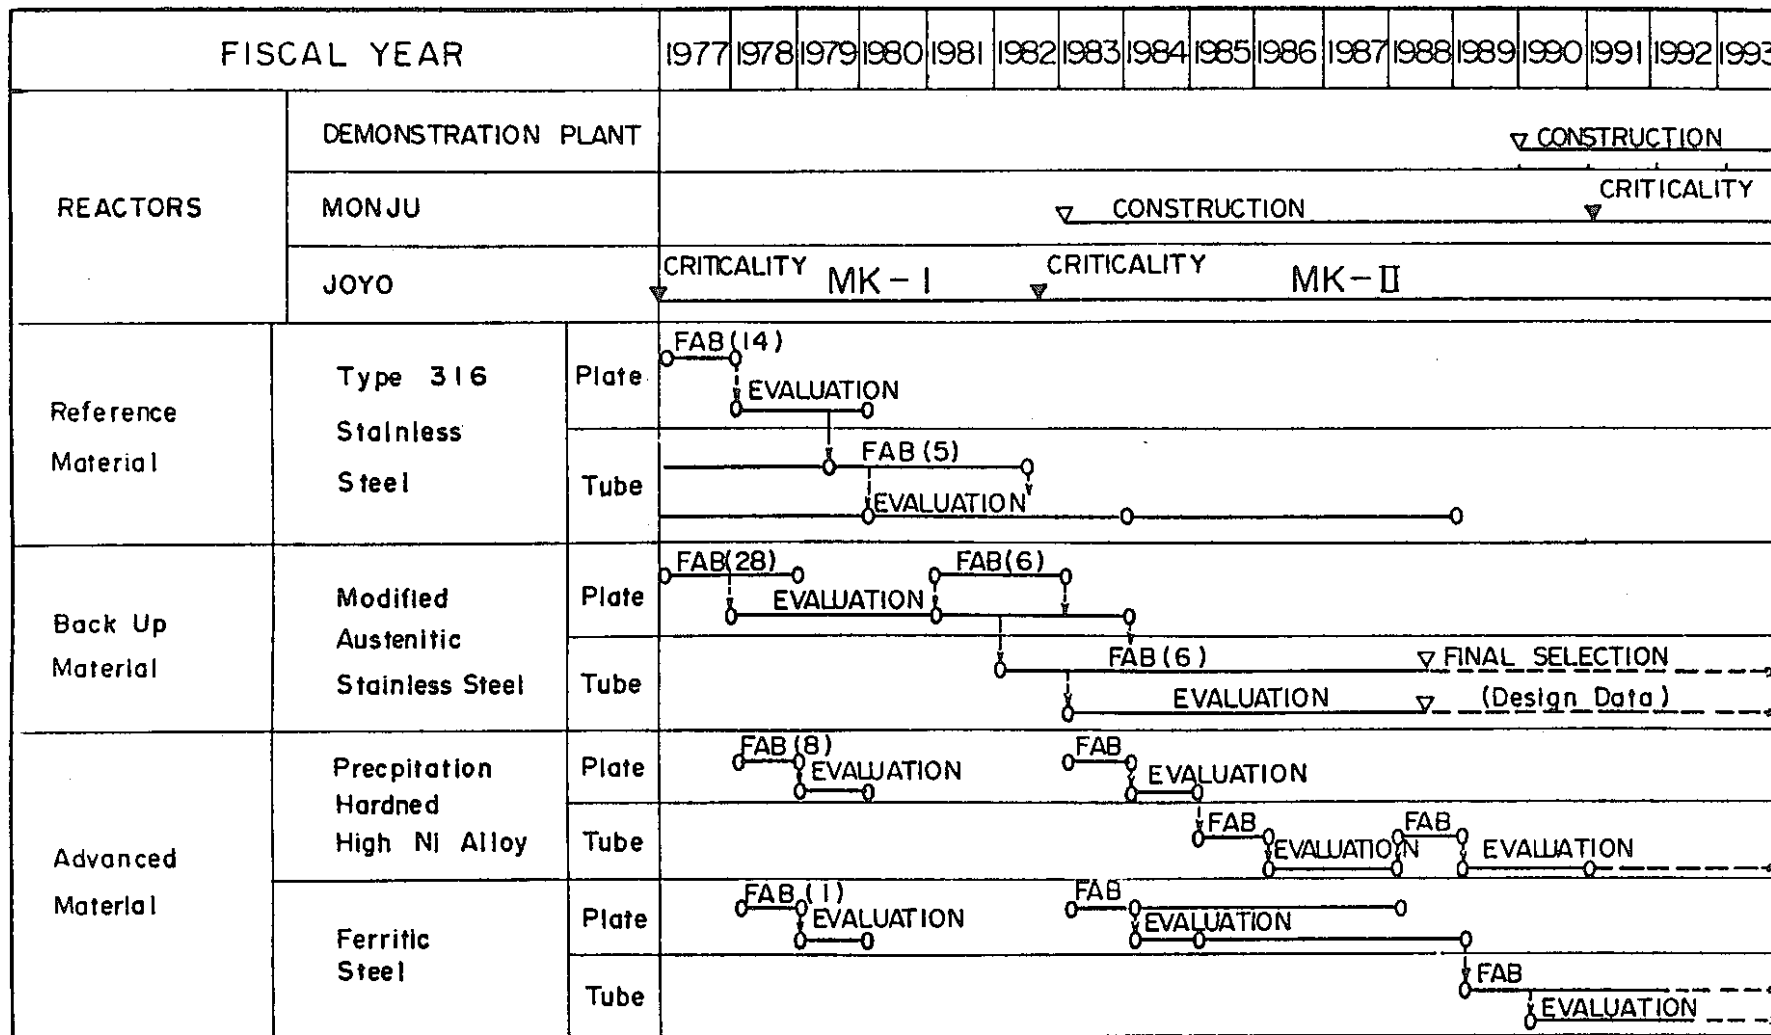 FISCAL YEAR 1977 1978 1979 1980 1981 1982 1983 1984 1985 1986 1987 1988 1989 1990 1991 1992 1993
REACTORS
DEMONSTRATION PLANT
CONSTRUCTION
MONJU
CONSTRUCTION
CRITICALITY
JOYO
CRITICALITY
MK-I
CRITICALITY
MK-II
Reference
Material
Type 316
Stainless
Steel
Plate
FAB(14)
EVALUATION
Tube
FAB(5)
EVALUATION
Back Up
Material
Modified
Austenitic
Stainless Steel
Plate
FAB(28)
FAB(6)
EVALUATION
Tube
FAB(6)
FINAL SELECTION
EVALUATION
(Design Data)
Advanced
Material
Precpitation
Hardned
High Ni Alloy
Plate
FAB(8)
EVALUATION
FAB
EVALUATION
Tube
FAB
EVALUATION
FAB
EVALUATION
Ferritic
Steel
Plate
FAB(1)
EVALUATION
FAB
EVALUATION
Tube
FAB
EVALUATION